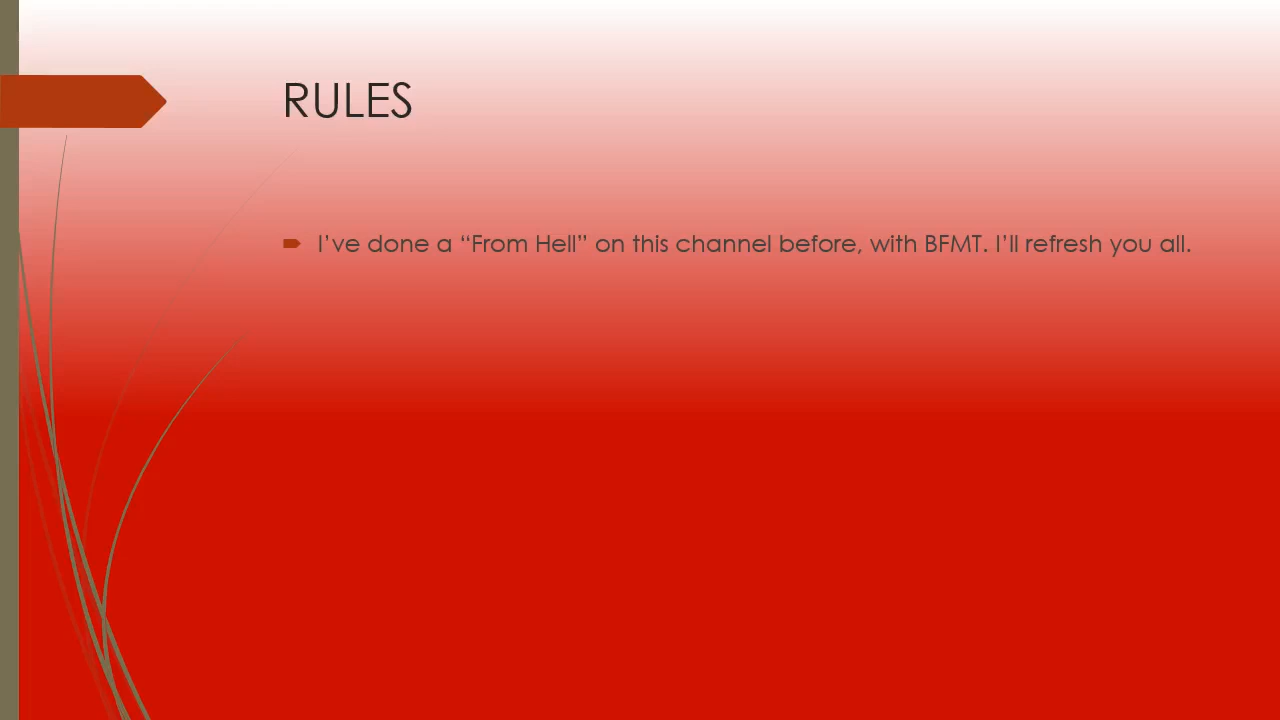 RULES
I’ve done a “From Hell” on this channel before, with BFMT. I’ll refresh you all.